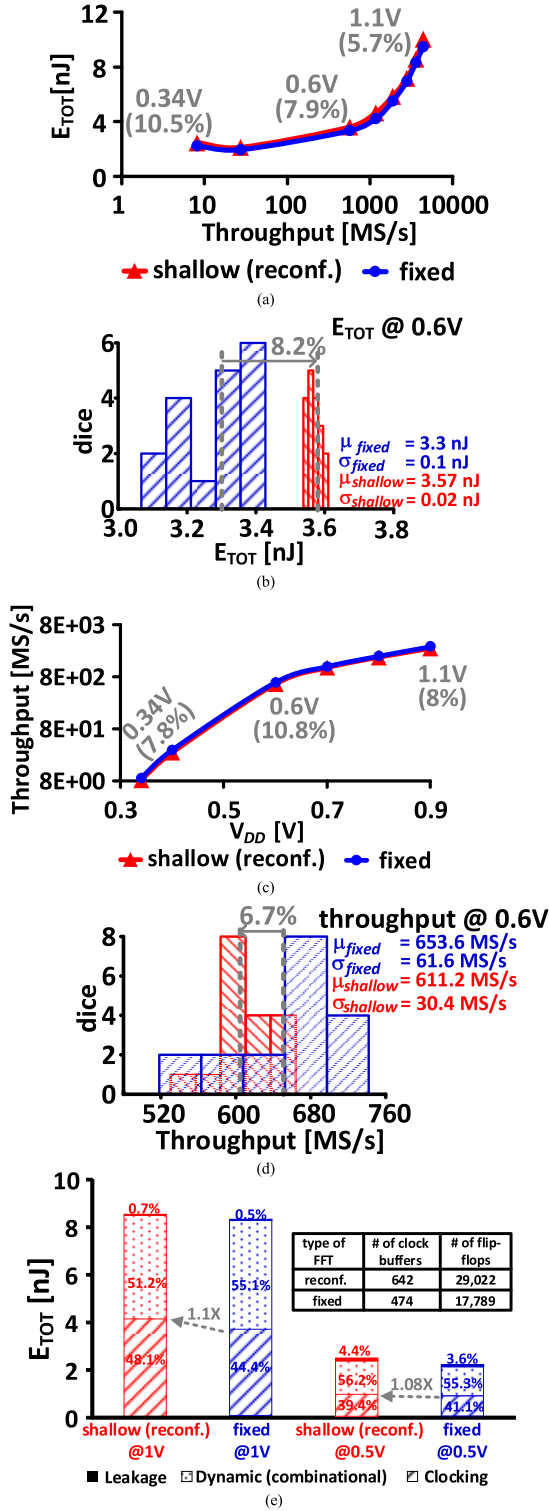 12
8
4
0
E_TOT[nJ]
1.1V
(5.7%)
0.6V
(7.9%)
0.34V
(10.5%)
1 10 100 1000 10000
Throughput [MS/s]
shallow (reconf.) fixed
(a)
E_TOT @ 0.6V
8.2%
6
4
2
0
dice
μ fixed = 3.3 nJ
σ fixed = 0.1 nJ
μ shallow = 3.57 nJ
σ shallow = 0.02 nJ
3.0 3.2 3.4 3.6 3.8
E_TOT [nJ]
(b)
8E+03
8E+02
8E+01
8E+00
Throughput [MS/s]
0.34V
(7.8%)
0.6V
(10.8%)
1.1V
(8%)
0.3 0.5 0.7 0.9
V_DD [V]
shallow (reconf.) fixed
(c)
6.7%
throughput @ 0.6V
8
6
4
2
0
dice
μ fixed = 653.6 MS/s
σ fixed = 61.6 MS/s
μ shallow = 611.2 MS/s
σ shallow = 30.4 MS/s
520 600 680 760
Throughput [MS/s]
(d)
10
8
6
4
2
0
E_TOT [nJ]
0.7% 0.5%
51.2% 55.1%
48.1% 44.4%
1.1X
type of FFT # of clock buffers # of flip-flops
reconf. 642 29,022
fixed 474 17,789
4.4% 3.6%
56.2% 55.3%
39.4% 41.1%
1.08X
shallow (reconf.) fixed shallow (reconf.) fixed
@1V @1V @0.5V @0.5V
Leakage Dynamic (combinational) Clocking
(e)